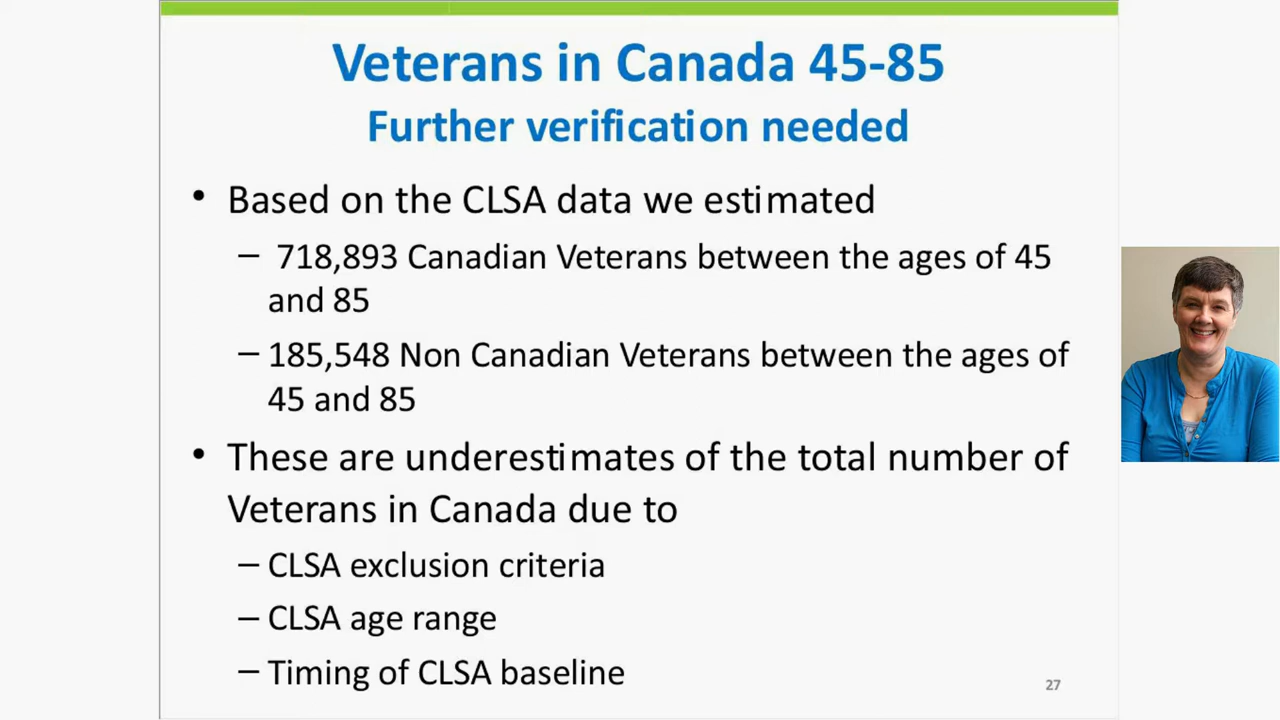 Veterans in Canada 45-85
Further verification needed
• Based on the CLSA data we estimated
– 718,893 Canadian Veterans between the ages of 45
and 85
– 185,548 Non Canadian Veterans between the ages of
45 and 85
• These are underestimates of the total number of
Veterans in Canada due to
– CLSA exclusion criteria
– CLSA age range
– Timing of CLSA baseline
27